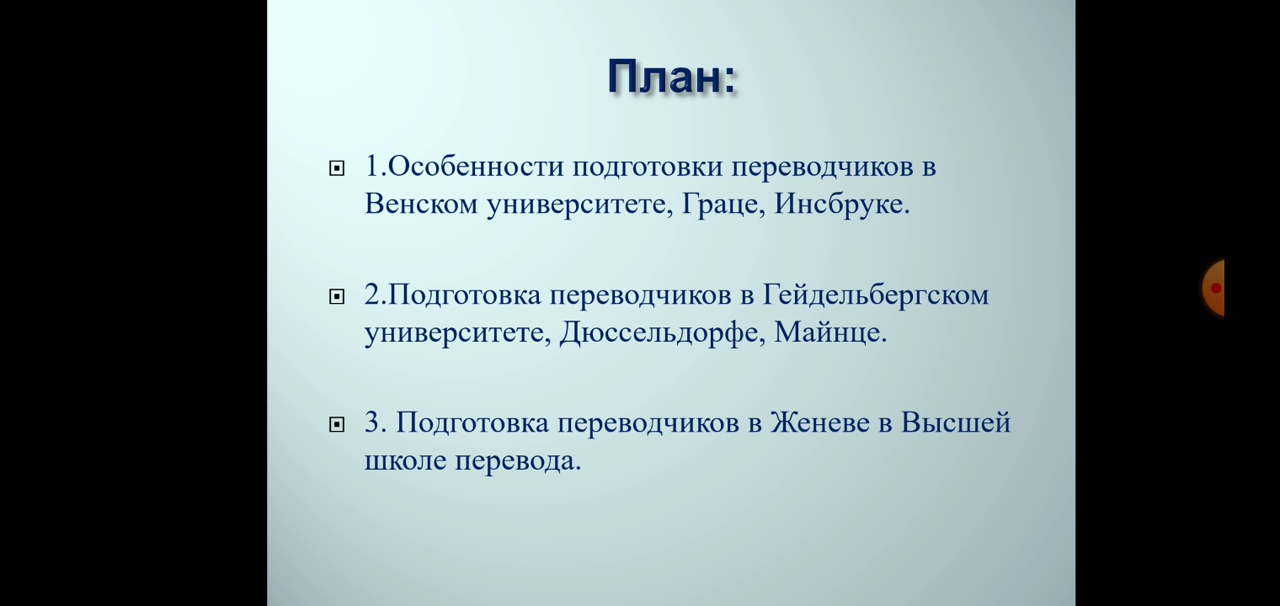 План:
1.Особенности подготовки переводчиков в
Венском университете, Граце, Инсбруке.
2.Подготовка переводчиков в Гейдельбергском
университете, Дюссельдорфе, Майнце.
3. Подготовка переводчиков в Женеве в Высшей
школе перевода.